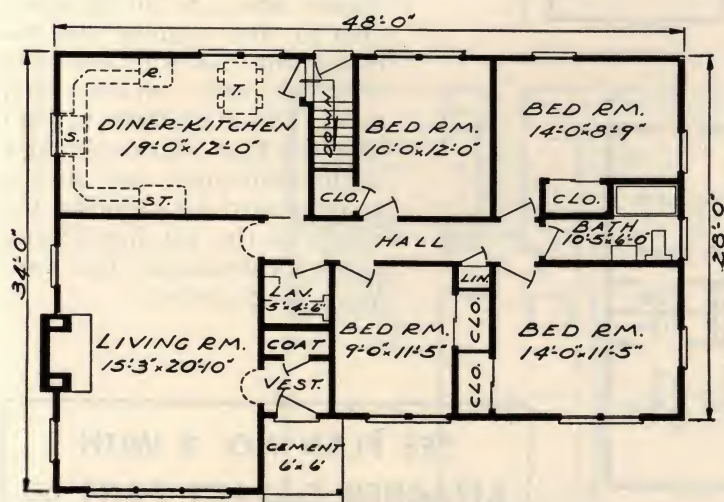 48'-0"
R.
T.
S.
DINER-KITCHEN
19'-0"x12'-0"
ST.
DOWN
CLO.
BED RM.
10'-0"x12'-0"
BED RM.
14'-0"x8'-9"
CLO.
BATH
10'-5"x6'-0"
HALL
34'-0"
28'-0"
LIVING RM.
15'-3"x20'-10"
LAV.
5'-4'-6"
COAT
VEST.
CEMENT
6'x6'
BED RM.
9'-0"x11'-5"
LIN.
CLO.
CLO.
BED RM.
14'-0"x11'-5"